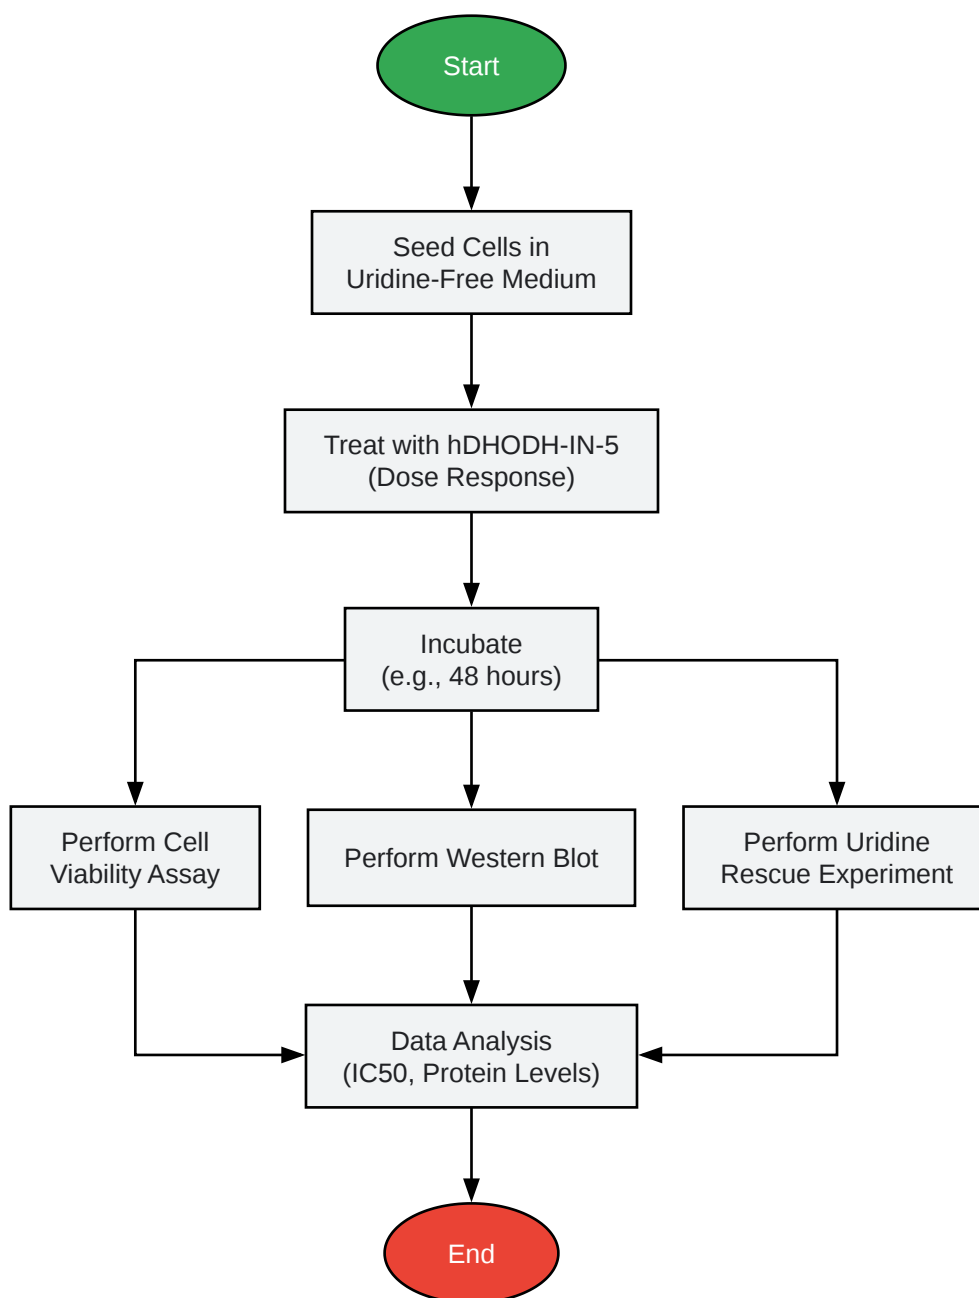 Start
Seed Cells in
Uridine-Free Medium
Treat with hDHODH-IN-5
(Dose Response)
Incubate
(e.g., 48 hours)
Perform Cell
Viability Assay
Perform Western Blot
Perform Uridine
Rescue Experiment
Data Analysis
(IC50, Protein Levels)
End